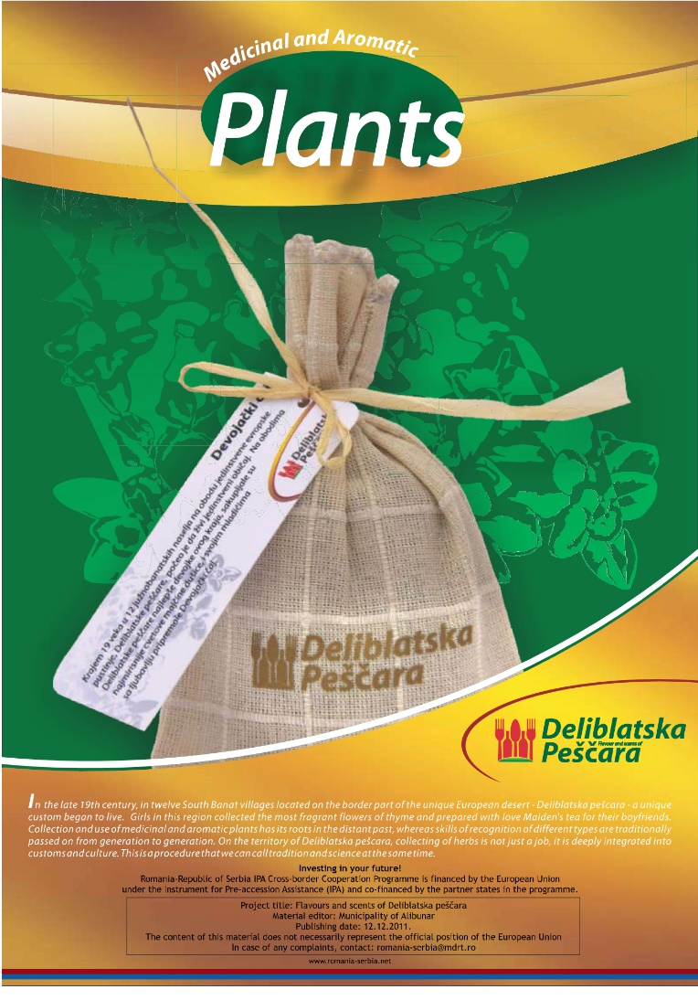 Medicinal and Aromatic
Plants
Devojački č
Krajem 19 veka u 12 južnobanatskih naselja na obodu jedinstvene evropske
pustinje, Deliblatske peščare, počeo je da živi jedinstveni običaj. Na obodima
Deliblatske peščare najlepše devojke ovog kraja, sakupljale su
najmirisnije cvetove majčine dušice, i svojim mladićima
sa ljubavlju pripremale Devojački čaj.
Deliblatsk
Pešč
Deliblatska
Peščara
Deliblatska
Flavour and scents of
Peščara
In the late 19th century, in twelve South Banat villages located on the border part of the unique European desert - Deliblatska pešcara - a unique
custom began to live. Girls in this region collected the most fragrant flowers of thyme and prepared with love Maiden's tea for their boyfriends.
Collection and use of medicinal and aromatic plants has its roots in the distant past, whereas skills of recognition of different types are traditionally
passed on from generation to generation. On the territory of Deliblatska pešcara, collecting of herbs is not just a job, it is deeply integrated into
customs and culture. This is a procedure that we can call tradition and science at the same time.
Investing in your future!
Romania-Republic of Serbia IPA Cross-border Cooperation Programme is financed by the European Union
under the Instrument for Pre-accession Assistance (IPA) and co-financed by the partner states in the programme.
Project title: Flavours and scents of Deliblatska peščara
Material editor: Municipality of Alibunar
Publishing date: 12.12.2011.
The content of this material does not necessarily represent the official position of the European Union
In case of any complaints, contact: romania-serbia@mdrt.ro
www.romania-serbia.net